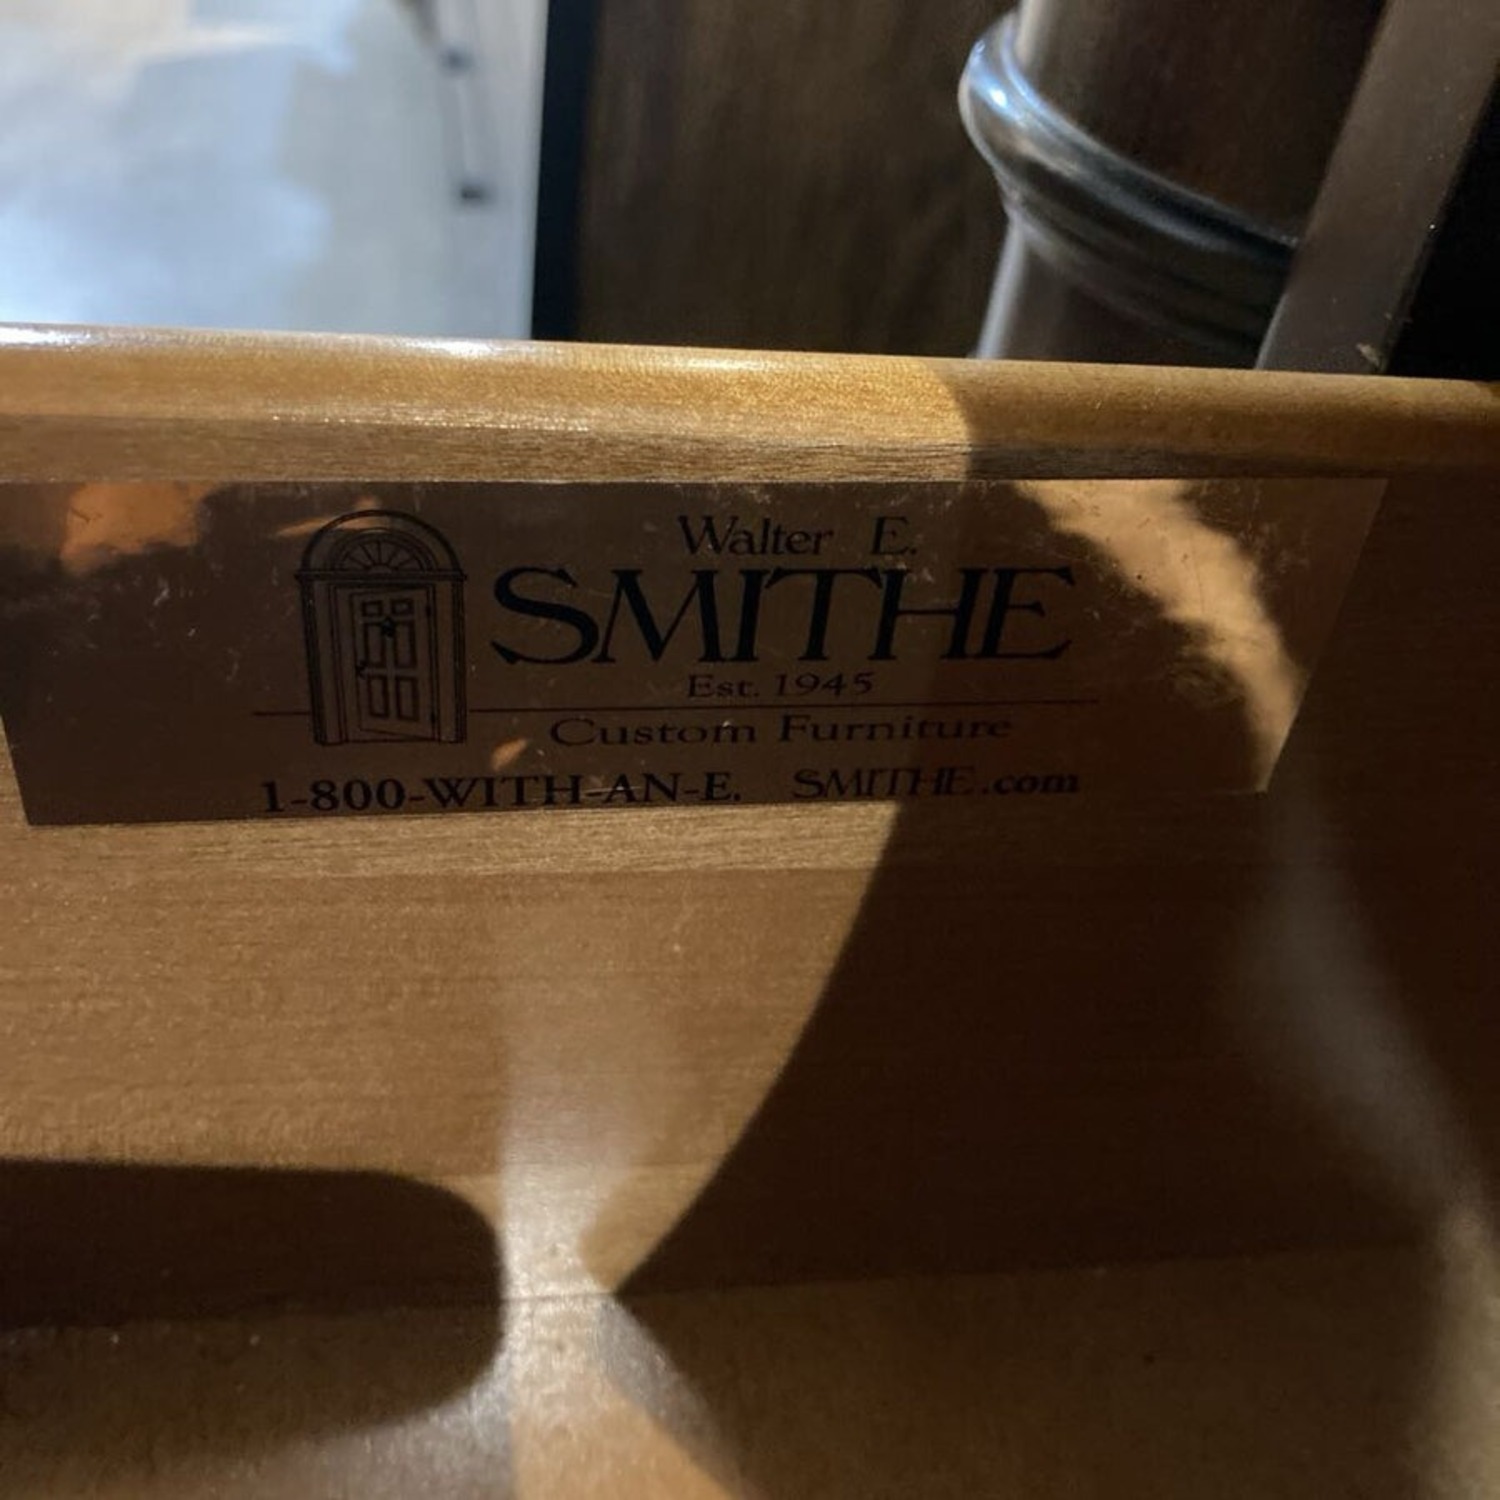 Walter E.
SMITHE
Est. 1945
Custom Furniture
1-800-WITH-AN-E. SMITHE.com